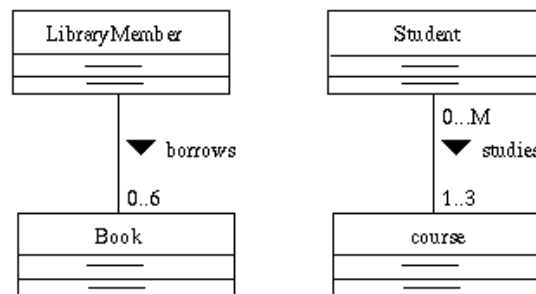 LibraryMember
Student
0...M
borrows
studies
0..6
1..3
Book
course